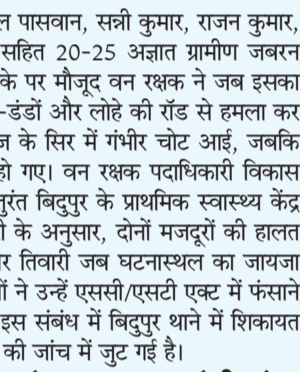 पासवान, सन्नी कुमार, राजन कुमार,
सहित 20-25 अज्ञात ग्रामीण जबरन
के पर मौजूद वन रक्षक ने जब इसका
-डंडों और लोहे की रॉड से हमला कर
के सिर में गंभीर चोट आई, जबकि
हो गए। वन रक्षक पदाधिकारी विकास
तुरंत बिदुपुर के प्राथमिक स्वास्थ्य केंद्र
के अनुसार, दोनों मजदूरों की हालत
तिवारी जब घटनास्थल का जायजा
ने उन्हें एससी/एसटी एक्ट में फंसाने
इस संबंध में बिदुपुर थाने में शिकायत
की जांच में जुट गई है।